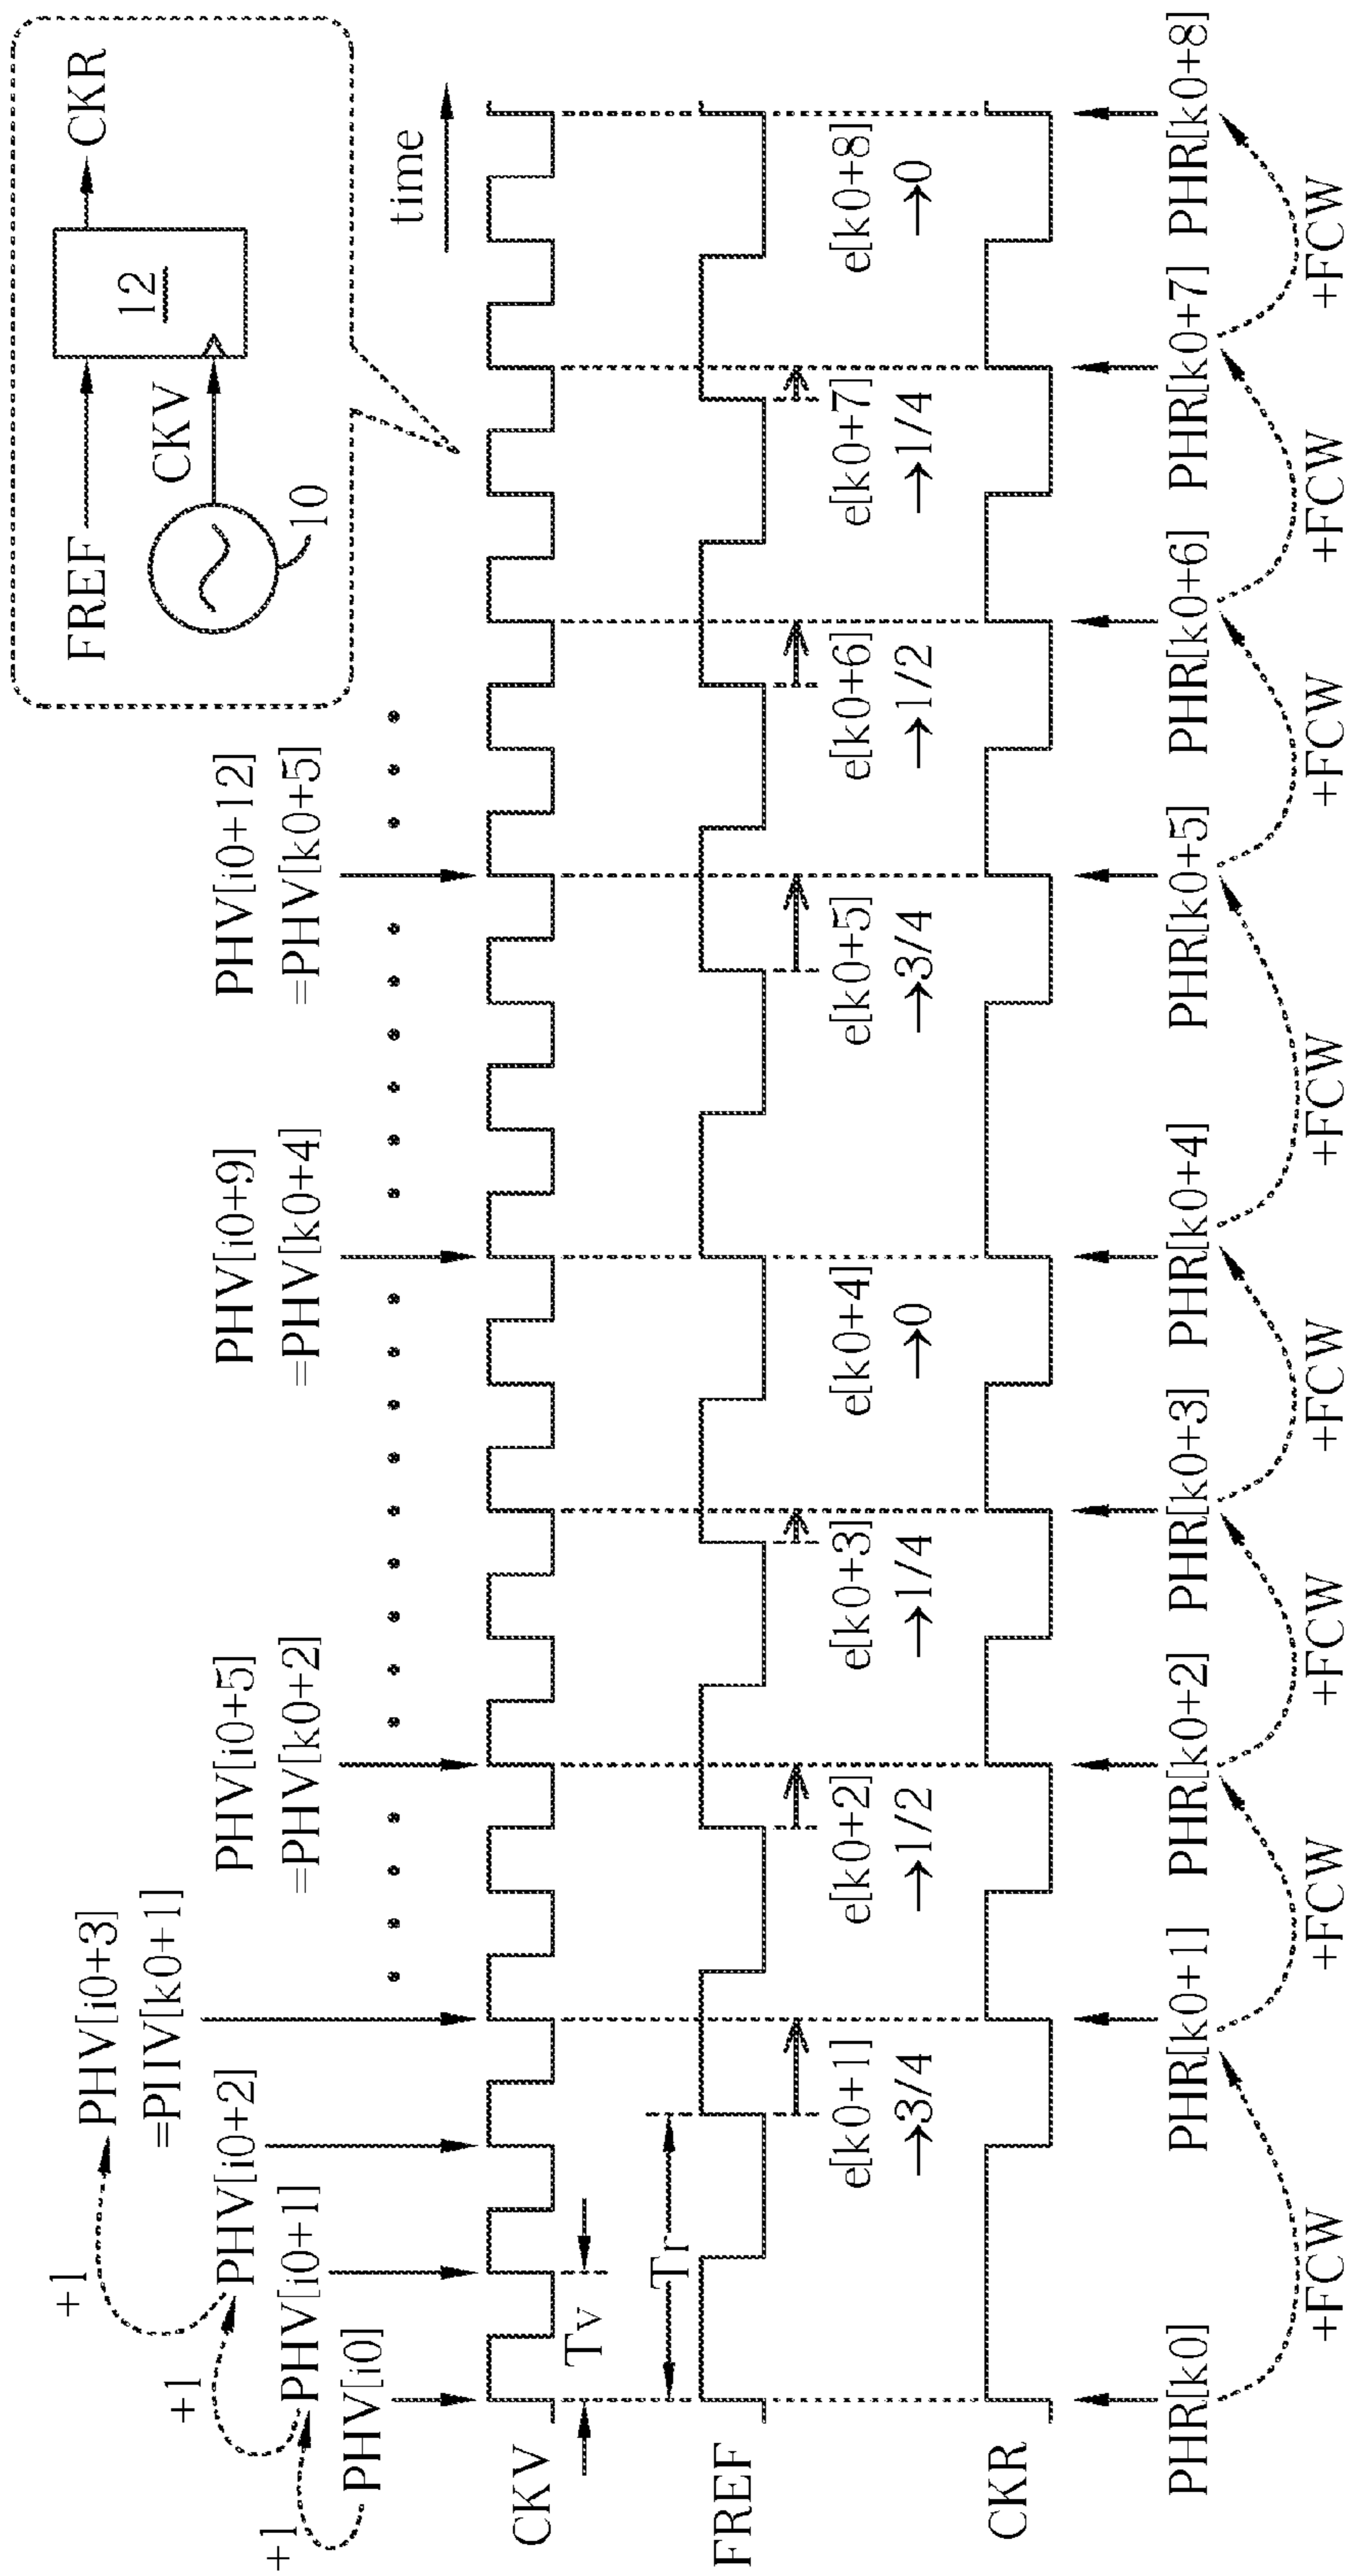 +1
+1
+1
PHV[i0]
PHV[i0+1]
PHV[i0+2]
PHV[i0+3]
=PIIV[k0+1]
PHV[i0+5]
=PHV[k0+2]
PHV[i0+9]
=PHV[k0+4]
PHV[i0+12]
=PHV[k0+5]
FREF
CKV
10
12
CKR
time
CKV
Tv
Tr
FREF
e[k0+1]
→3/4
e[k0+2]
→1/2
e[k0+3]
→1/4
e[k0+4]
→0
e[k0+5]
→3/4
e[k0+6]
→1/2
e[k0+7]
→1/4
e[k0+8]
→0
CKR
PHR[k0]
PHR[k0+1]
PHR[k0+2]
PHR[k0+3]
PHR[k0+4]
PHR[k0+5]
PHR[k0+6]
PHR[k0+7]
PHR[k0+8]
+FCW
+FCW
+FCW
+FCW
+FCW
+FCW
+FCW
+FCW